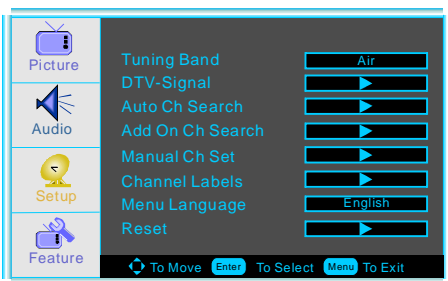 Picture
Audio
Setup
Feature
Tuning Band Air
DTV-Signal
Auto Ch Search
Add On Ch Search
Manual Ch Set
Channel Labels
Menu Language English
Reset
To Move Enter To Select Menu To Exit